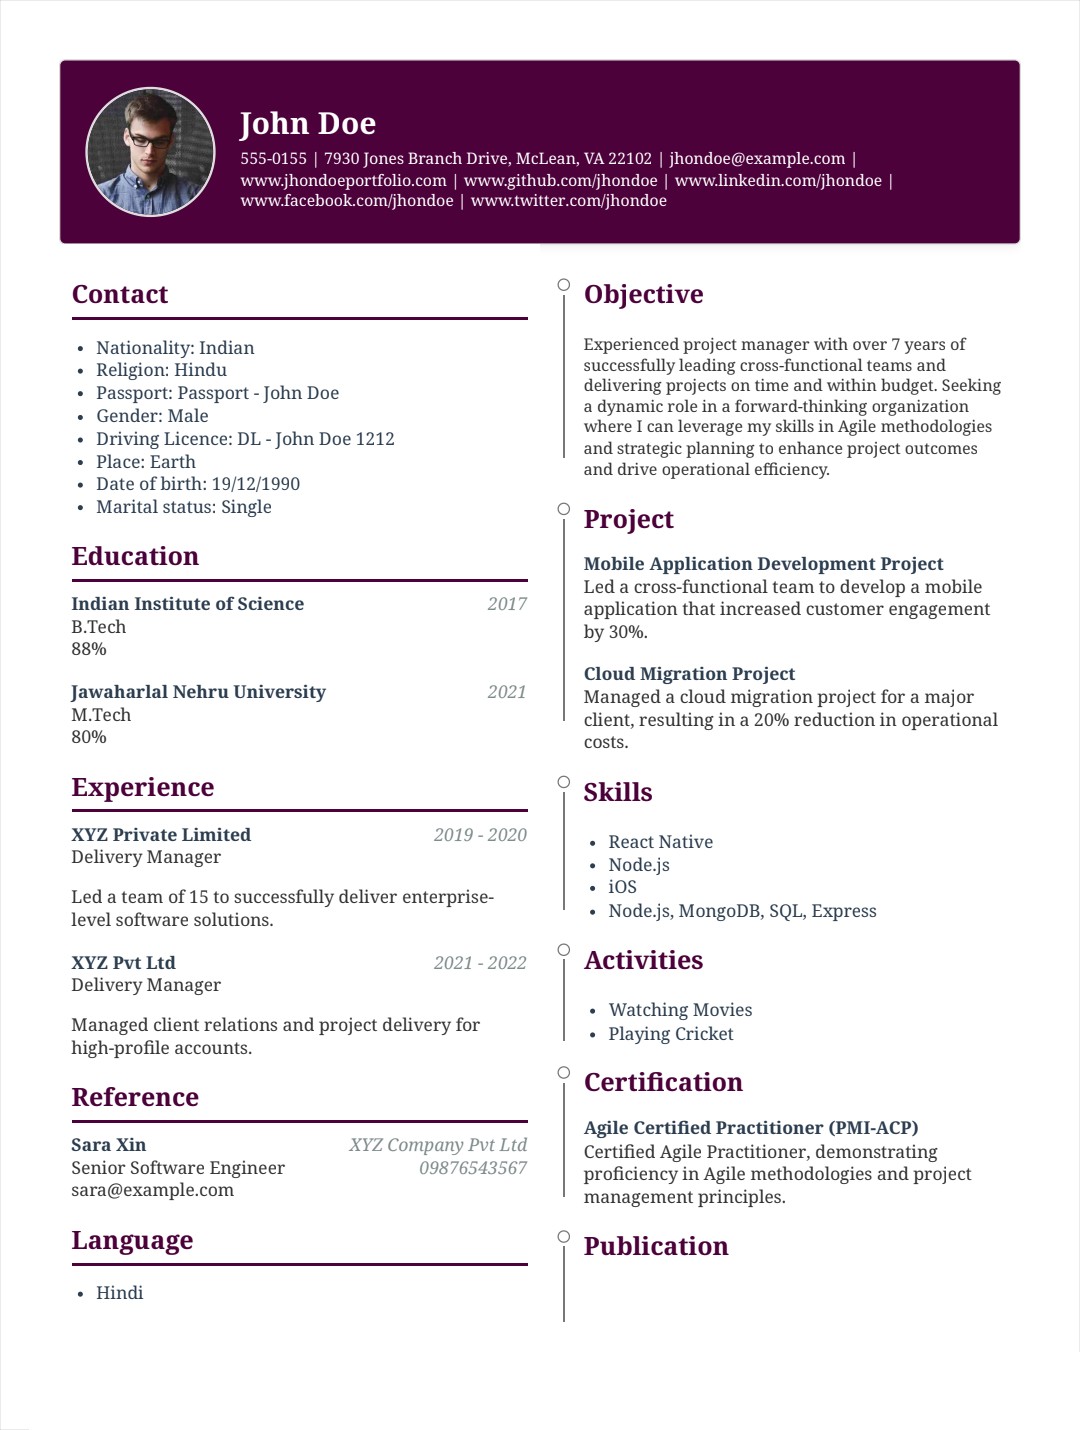 John Doe
555-0155 | 7930 Jones Branch Drive, McLean, VA 22102 | jhondoe@example.com |
www.jhondoeportfolio.com | www.github.com/jhondoe | www.linkedin.com/jhondoe |
www.facebook.com/jhondoe | www.twitter.com/jhondoe
Contact
• Nationality: Indian
• Religion: Hindu
• Passport: Passport - John Doe
• Gender: Male
• Driving Licence: DL - John Doe 1212
• Place: Earth
• Date of birth: 19/12/1990
• Marital status: Single
Education
Indian Institute of Science 2017
B.Tech
88%
Jawaharlal Nehru University 2021
M.Tech
80%
Experience
XYZ Private Limited 2019 - 2020
Delivery Manager
Led a team of 15 to successfully deliver enterprise-
level software solutions.
XYZ Pvt Ltd 2021 - 2022
Delivery Manager
Managed client relations and project delivery for
high-profile accounts.
Reference
Sara Xin XYZ Company Pvt Ltd
Senior Software Engineer 09876543567
sara@example.com
Language
• Hindi
Objective
Experienced project manager with over 7 years of
successfully leading cross-functional teams and
delivering projects on time and within budget. Seeking
a dynamic role in a forward-thinking organization
where I can leverage my skills in Agile methodologies
and strategic planning to enhance project outcomes
and drive operational efficiency.
Project
Mobile Application Development Project
Led a cross-functional team to develop a mobile
application that increased customer engagement
by 30%.
Cloud Migration Project
Managed a cloud migration project for a major
client, resulting in a 20% reduction in operational
costs.
Skills
• React Native
• Node.js
• iOS
• Node.js, MongoDB, SQL, Express
Activities
• Watching Movies
• Playing Cricket
Certification
Agile Certified Practitioner (PMI-ACP)
Certified Agile Practitioner, demonstrating
proficiency in Agile methodologies and project
management principles.
Publication